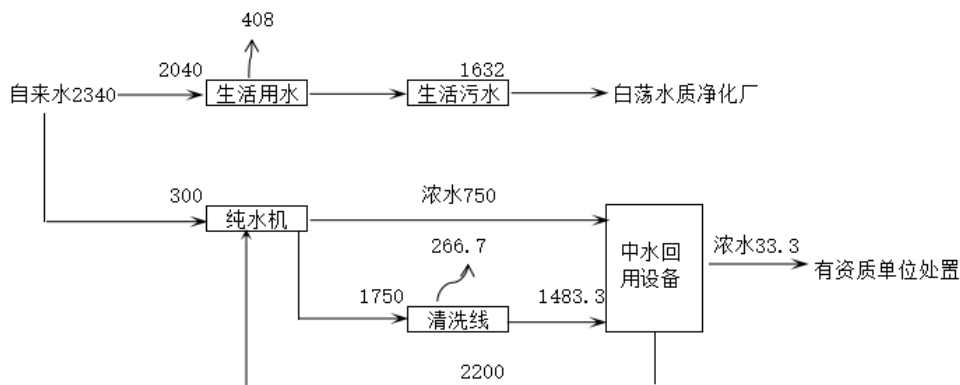 408
2040
1632
自来水2340
生活用水
生活污水
白荡水质净化厂
300
浓水750
纯水机
266.7
中水回
用设备
浓水33.3
有资质单位处置
1750
1483.3
清洗线
2200